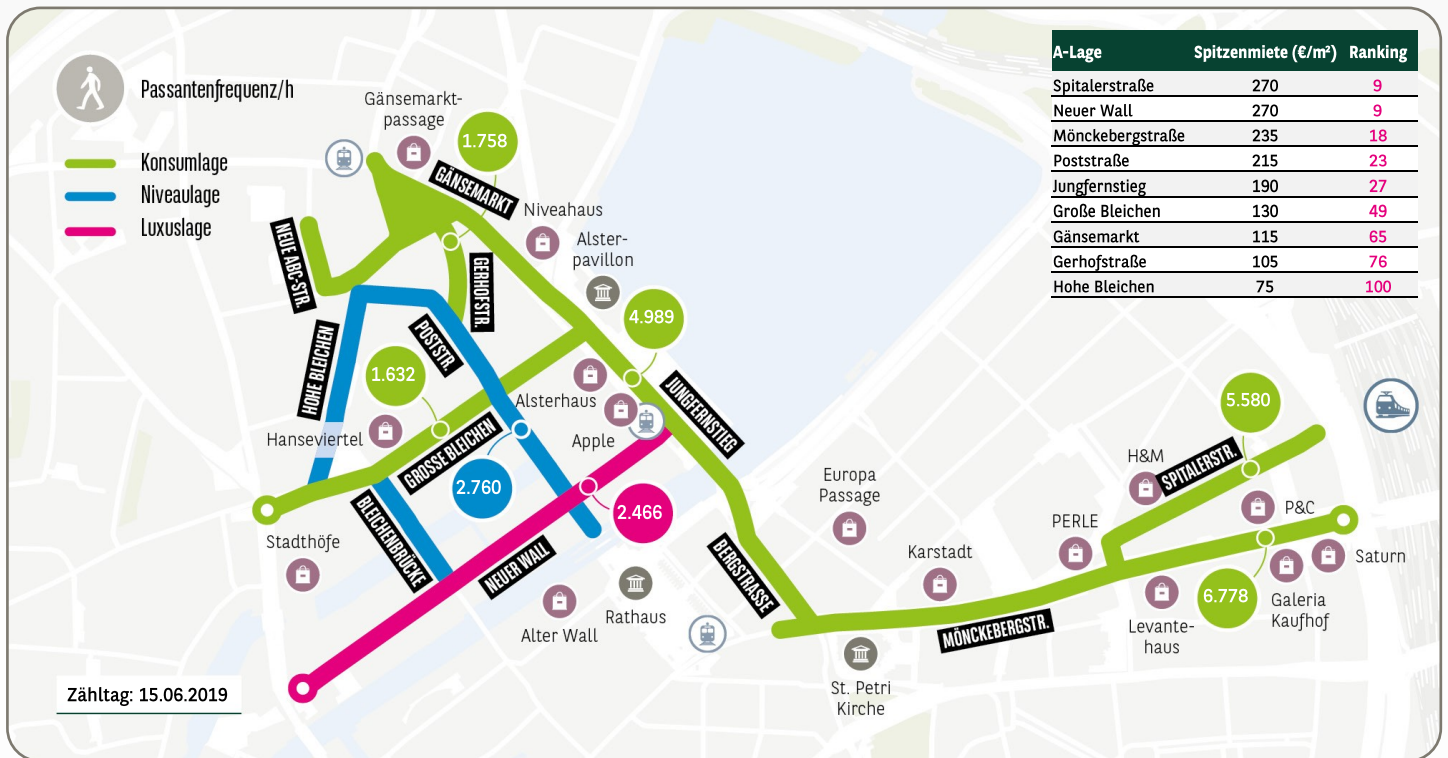 Passantenfrequenz/h
Konsumlage
Niveaulage
Luxuslage
A-Lage Spitzenmiete (€/m²) Ranking
Spitalerstraße 270 9
Neuer Wall 270 9
Mönckebergstraße 235 18
Poststraße 215 23
Jungfernstieg 190 27
Große Bleichen 130 49
Gänsemarkt 115 65
Gerhofstraße 105 76
Hohe Bleichen 75 100
Gänsemarkt-
passage
1.758
GÄNSEMARKT
Niveahaus
Alster-
pavillon
NEUE ABC-STR.
GERHOFSTR.
4.989
HOHE BLEICHEN
POSTSTR.
1.632
Alsterhaus
JUNGFERNSTIEG
Hanseviertel
Apple
GROSSE BLEICHEN
2.760
2.466
BLEICHENBRÜCKE
NEUER WALL
Stadthöfe
Alter Wall
Rathaus
BERGSTRASSE
Europa
Passage
Karstadt
MÖNCKEBERGSTR.
St. Petri
Kirche
5.580
H&M
SPITALERSTR.
PERLE
P&C
Saturn
6.778
Galeria
Kaufhof
Levante-
haus
Zähltag: 15.06.2019